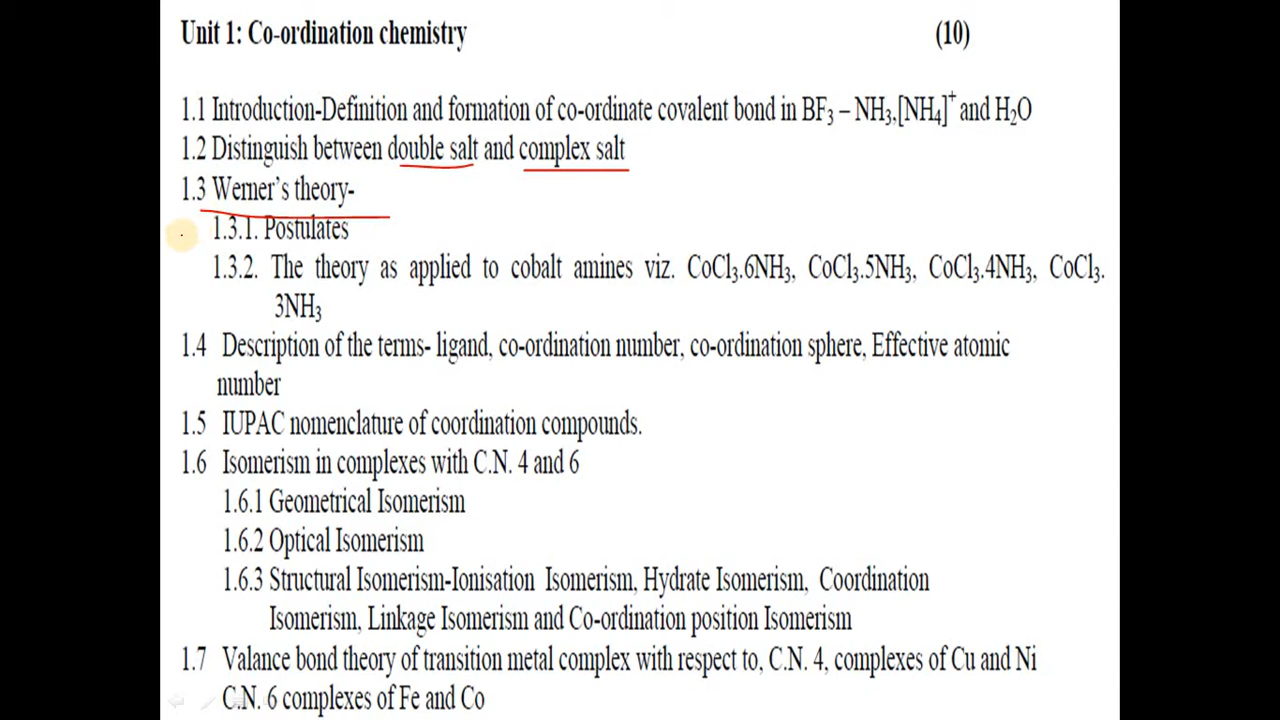 Unit 1: Co-ordination chemistry (10)
1.1 Introduction-Definition and formation of co-ordinate covalent bond in BF₃ – NH₃,[NH₄]⁺ and H₂O
1.2 Distinguish between double salt and complex salt
1.3 Werner's theory-
1.3.1. Postulates
1.3.2. The theory as applied to cobalt amines viz. CoCl₃.6NH₃, CoCl₃.5NH₃, CoCl₃.4NH₃, CoCl₃.
3NH₃
1.4 Description of the terms- ligand, co-ordination number, co-ordination sphere, Effective atomic
number
1.5 IUPAC nomenclature of coordination compounds.
1.6 Isomerism in complexes with C.N. 4 and 6
1.6.1 Geometrical Isomerism
1.6.2 Optical Isomerism
1.6.3 Structural Isomerism-Ionisation Isomerism, Hydrate Isomerism, Coordination
Isomerism, Linkage Isomerism and Co-ordination position Isomerism
1.7 Valance bond theory of transition metal complex with respect to, C.N. 4, complexes of Cu and Ni
C.N. 6 complexes of Fe and Co